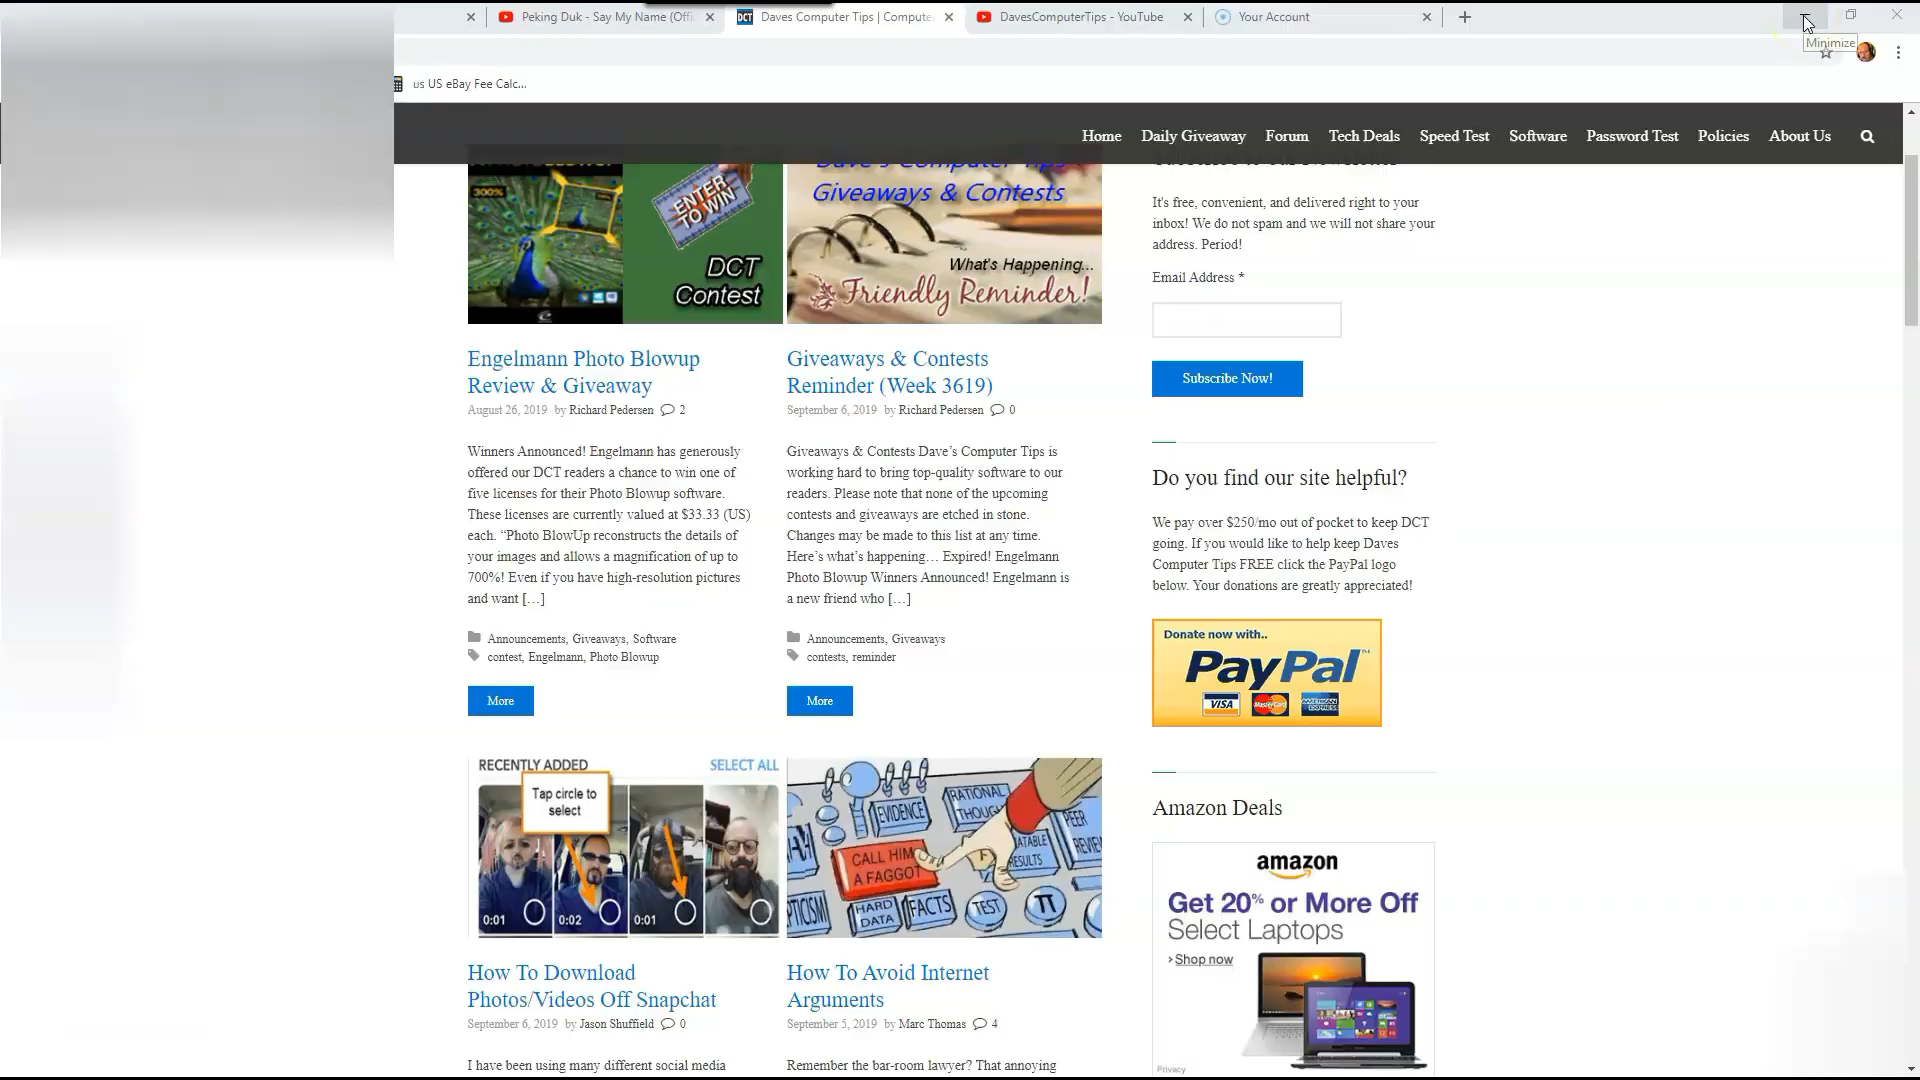 Peking Duk - Say My Name (Offi
Daves Computer Tips | Compute
DavesComputerTips - YouTube
Your Account
Minimize
us US eBay Fee Calc...
Home Daily Giveaway Forum Tech Deals Speed Test Software Password Test Policies About Us
300%
ENTER
TO WIN
DCT
Contest
Dave's Computer Tips
Giveaways & Contests
What's Happening...
Friendly Reminder!
Engelmann Photo Blowup
Review & Giveaway
August 26, 2019 by Richard Pedersen 2
Winners Announced! Engelmann has generously
offered our DCT readers a chance to win one of
five licenses for their Photo Blowup software.
These licenses are currently valued at $33.33 (US)
each. “Photo BlowUp reconstructs the details of
your images and allows a magnification of up to
700%! Even if you have high-resolution pictures
and want […]
Announcements, Giveaways, Software
contest, Engelmann, Photo Blowup
More
Giveaways & Contests
Reminder (Week 3619)
September 6, 2019 by Richard Pedersen 0
Giveaways & Contests Dave’s Computer Tips is
working hard to bring top-quality software to our
readers. Please note that none of the upcoming
contests and giveaways are etched in stone.
Changes may be made to this list at any time.
Here’s what’s happening… Expired! Engelmann
Photo Blowup Winners Announced! Engelmann is
a new friend who […]
Announcements, Giveaways
contests, reminder
More
RECENTLY ADDED SELECT ALL
Tap circle to
select
0:01 0:02 0:01
How To Download
Photos/Videos Off Snapchat
September 6, 2019 by Jason Shuffield 0
I have been using many different social media
EVIDENCE
RATIONAL
THOU
PEER
REVIE
TABLE
RESULTS
CALL HIM
A FAGGOT
F
PTICISM
HARD
DATA
FACTS
TEST
π
How To Avoid Internet
Arguments
September 5, 2019 by Marc Thomas 4
Remember the bar-room lawyer? That annoying
It's free, convenient, and delivered right to your
inbox! We do not spam and we will not share your
address. Period!
Email Address *
Subscribe Now!
Do you find our site helpful?
We pay over $250/mo out of pocket to keep DCT
going. If you would like to help keep Daves
Computer Tips FREE click the PayPal logo
below. Your donations are greatly appreciated!
Donate now with..
PayPal™
VISA MasterCard AMERICAN EXPRESS
Amazon Deals
amazon
Get 20% or More Off
Select Laptops
›Shop now
Privacy